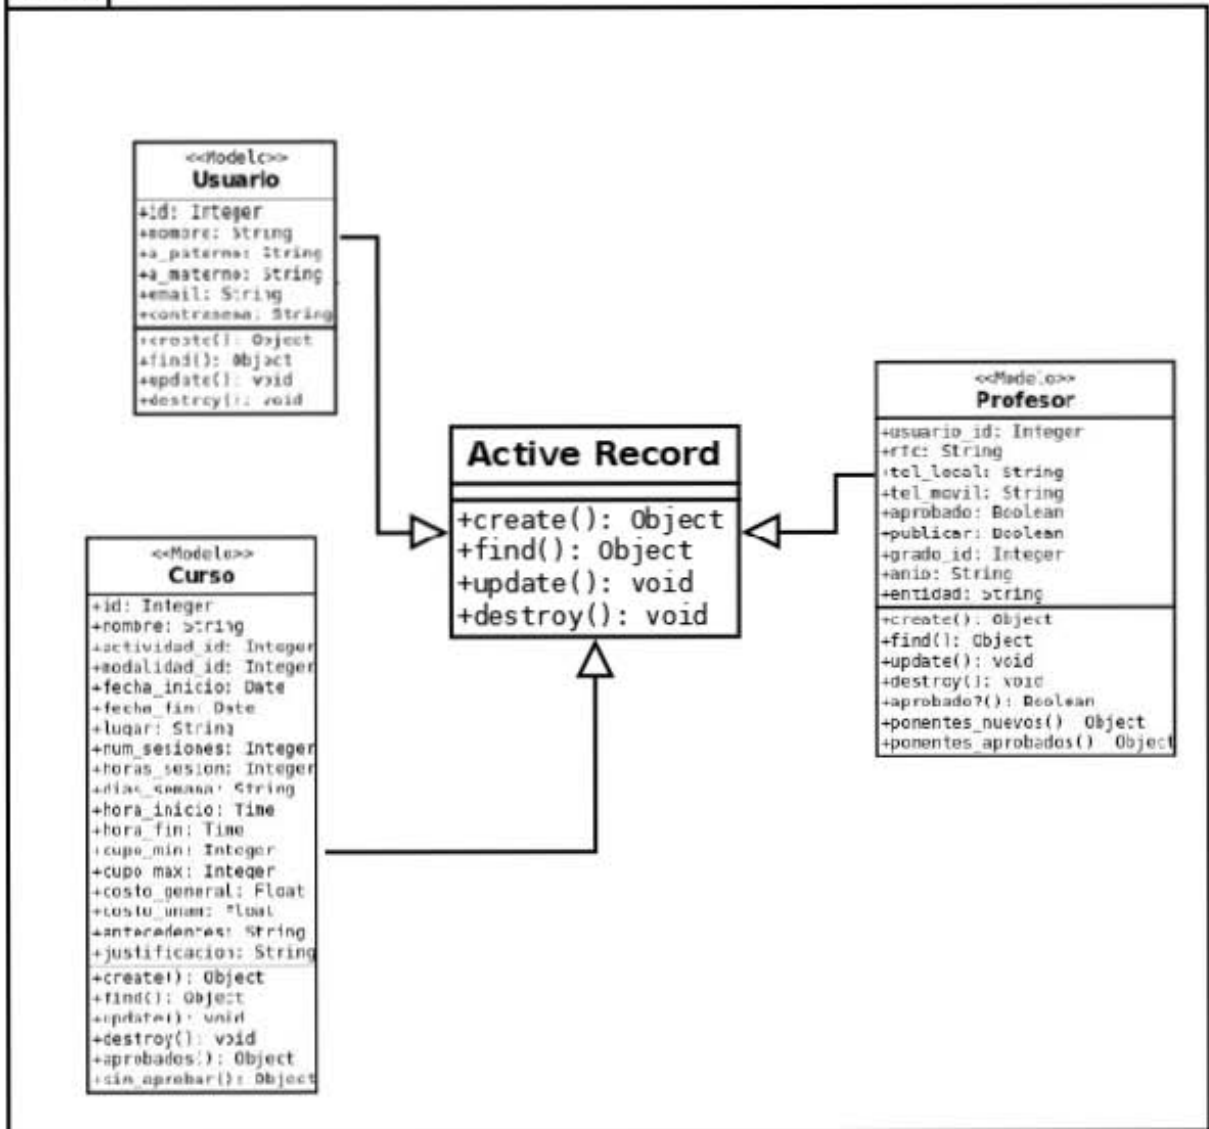 <<Modelo>>
Usuario
+id: Integer
+nombre: String
+a_paterno: String
+a_materno: String
+email: String
+contrasena: String
+create(): Object
+find(): Object
+update(): void
+destroy(): void
Active Record
+create(): Object
+find(): Object
+update(): void
+destroy(): void
<<Modelo>>
Profesor
+usuario_id: Integer
+rfc: String
+tel_local: String
+tel_movil: String
+aprobado: Boolean
+publicar: Boolean
+grado_id: Integer
+anio: String
+entidad: String
+create(): Object
+find(): Object
+update(): void
+destroy(): void
+aprobado?(): Boolean
+ponentes_nuevos() Object
+ponentes_aprobados() Object
<<Modelo>>
Curso
+id: Integer
+nombre: String
+actividad_id: Integer
+modalidad_id: Integer
+fecha_inicio: Date
+fecha_fin: Date
+lugar: String
+num_sesiones: Integer
+horas_sesion: Integer
+dias_semana: String
+hora_inicio: Time
+hora_fin: Time
+cupo_min: Integer
+cupo_max: Integer
+costo_general: Float
+costo_unam: Float
+antecedentes: String
+justificacion: String
+create(): Object
+find(): Object
+update(): void
+destroy(): void
+aprobados(): Object
+sin_aprobar(): Object